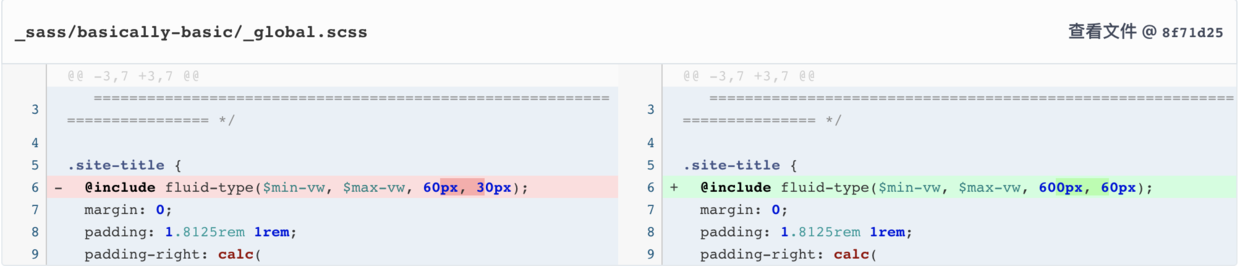 _sass/basically-basic/_global.scss
查看文件 @ 8f71d25
@@ -3,7 +3,7 @@
3 ==========================================================
================ */
4
5 .site-title {
6 - @include fluid-type($min-vw, $max-vw, 60px, 30px);
7 margin: 0;
8 padding: 1.8125rem 1rem;
9 padding-right: calc(
@@ -3,7 +3,7 @@
3 ===========================================================
=============== */
4
5 .site-title {
6 + @include fluid-type($min-vw, $max-vw, 600px, 60px);
7 margin: 0;
8 padding: 1.8125rem 1rem;
9 padding-right: calc(